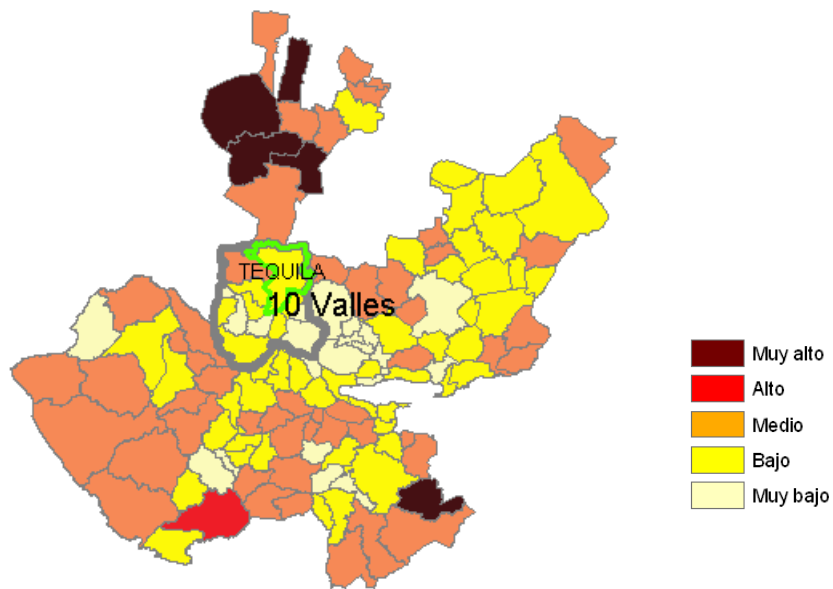 TEQUILA
10 Valles
Muy alto
Alto
Medio
Bajo
Muy bajo